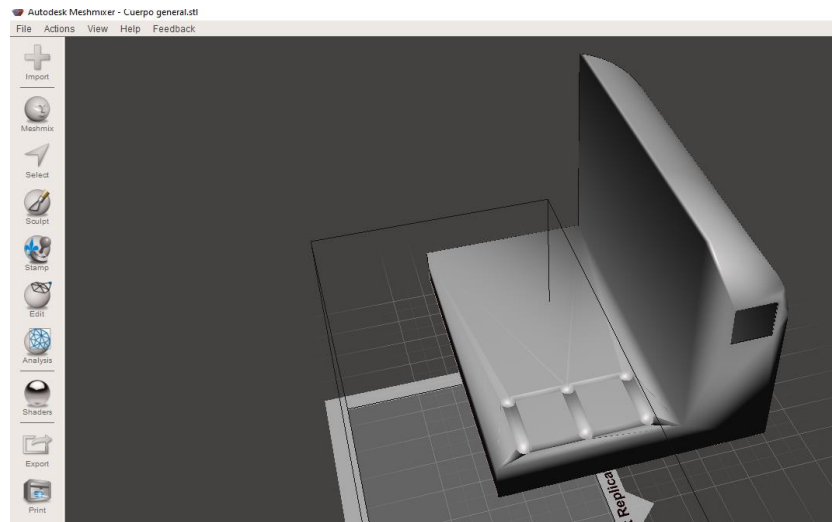 Autodesk Meshmixer - Cuerpo general.stl
File Actions View Help Feedback
Import
Meshmix
Select
Sculpt
Stamp
Edit
Analysis
Shaders
Export
Print